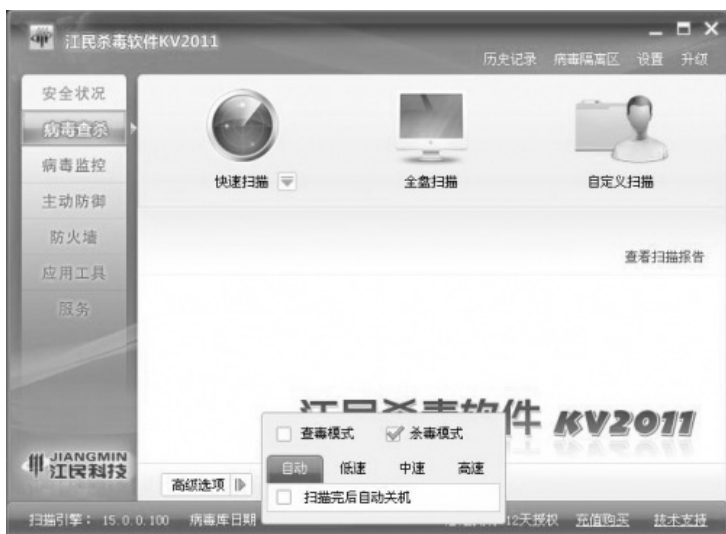 江民杀毒软件KV2011
历史记录 病毒隔离区 设置 升级
安全状况
病毒查杀
病毒监控
主动防御
防火墙
应用工具
服务
快速扫描
全盘扫描
自定义扫描
查看扫描报告
江民杀毒软件 KV2011
查毒模式 杀毒模式
自动 低速 中速 高速
扫描完后自动关机
JIANGMIN
江民科技
高级选项
扫描引擎: 15.0.0.100 病毒库日期 12天授权 充值购买 技术支持